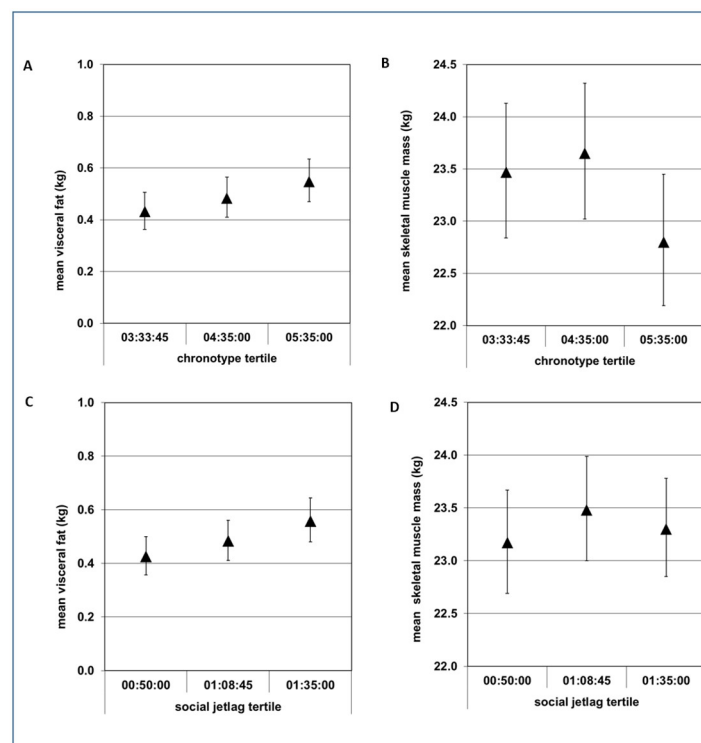 A
mean visceral fat (kg)
1.0
0.8
0.6
0.4
0.2
0.0
03:33:45 04:35:00 05:35:00
chronotype tertile
B
mean skeletal muscle mass (kg)
24.5
24.0
23.5
23.0
22.5
22.0
03:33:45 04:35:00 05:35:00
chronotype tertile
C
mean visceral fat (kg)
1.0
0.8
0.6
0.4
0.2
0.0
00:50:00 01:08:45 01:35:00
social jetlag tertile
D
mean skeletal muscle mass (kg)
24.5
24.0
23.5
23.0
22.5
22.0
00:50:00 01:08:45 01:35:00
social jetlag tertile